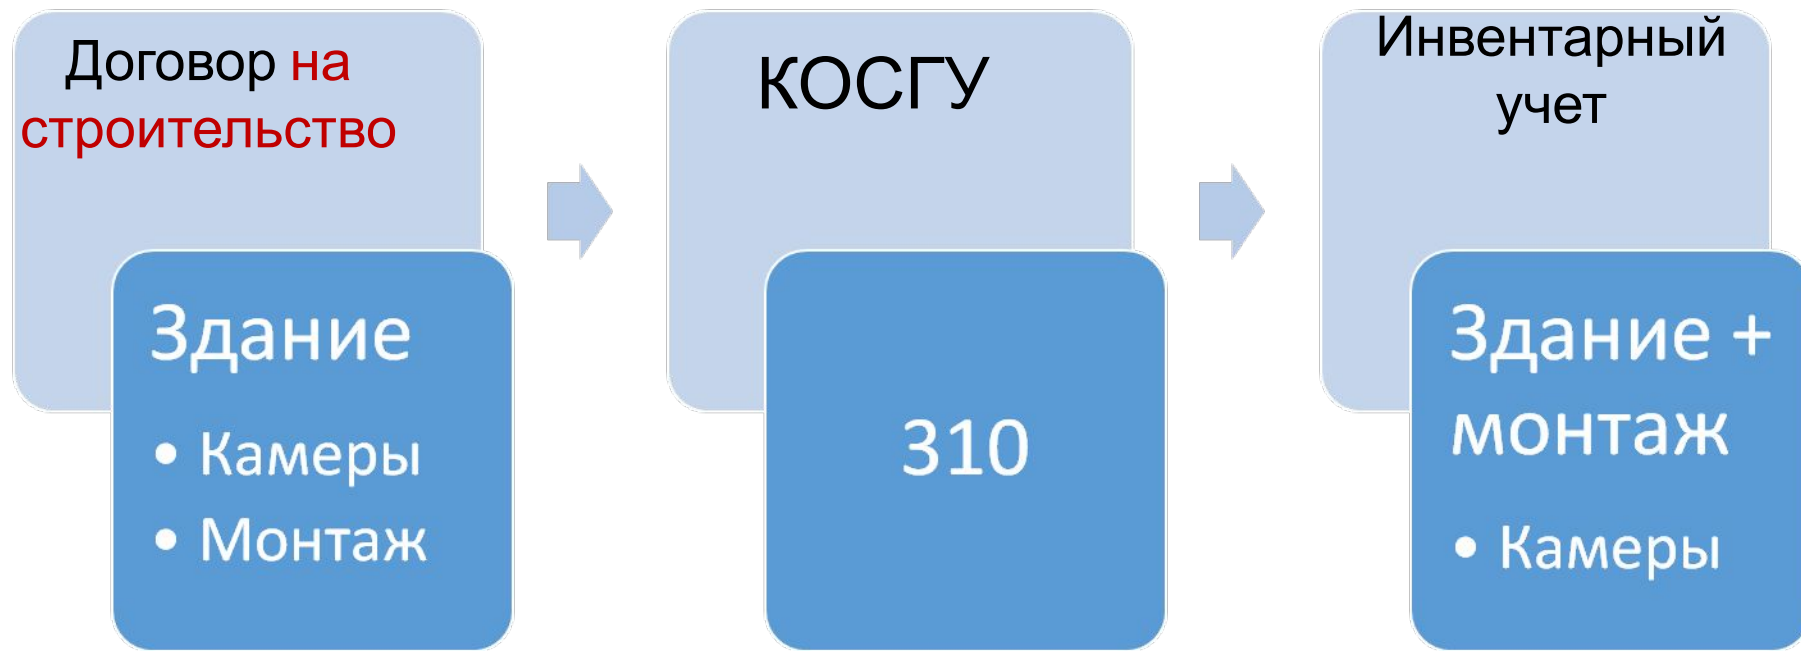 Договор на
строительство
Здание
• Камеры
• Монтаж
КОСГУ
310
Инвентарный
учет
Здание +
монтаж
• Камеры